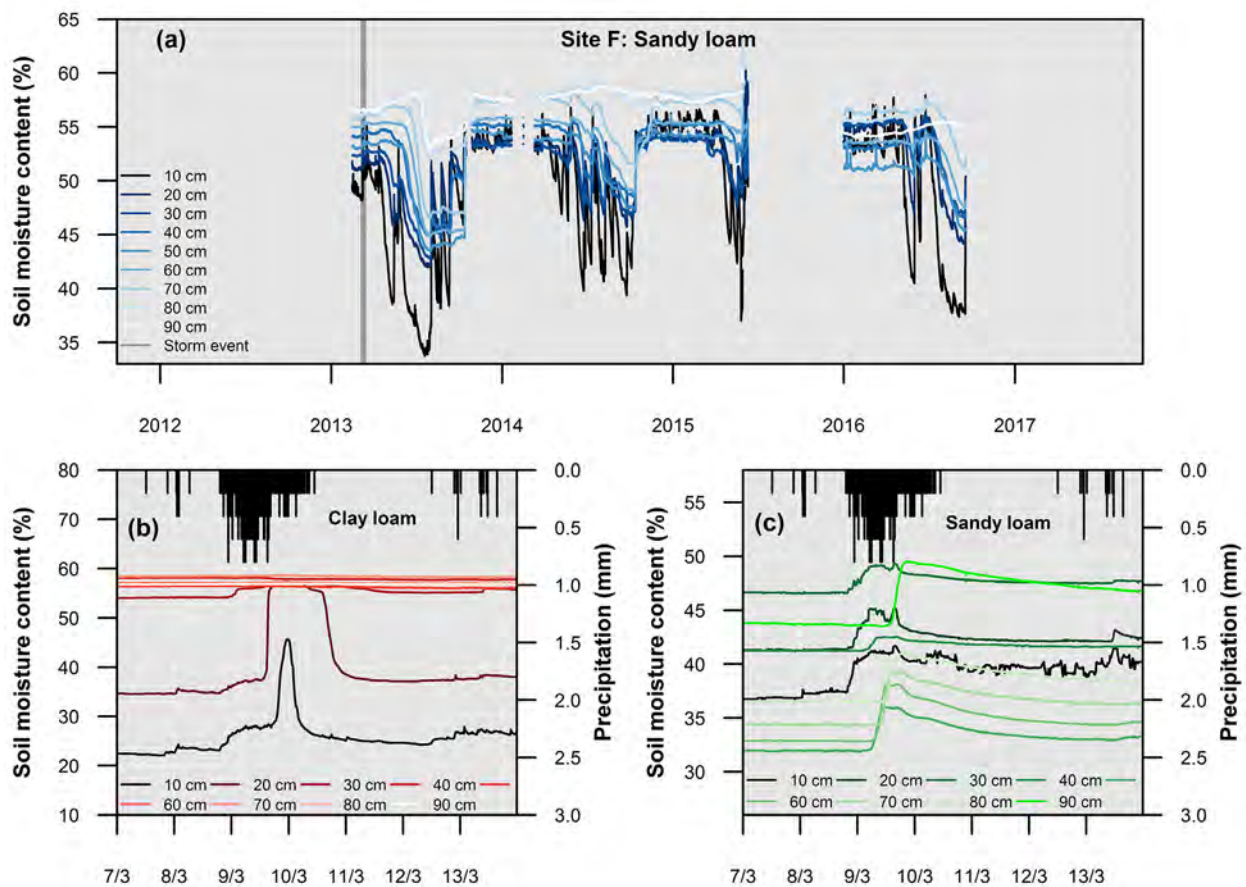 65
60
55
50
45
40
35
Soil moisture content (%)
(a)
Site F: Sandy loam
10 cm
20 cm
30 cm
40 cm
50 cm
60 cm
70 cm
80 cm
90 cm
Storm event
2012 2013 2014 2015 2016 2017
80
70
60
50
40
30
20
10
Soil moisture content (%)
(b)
Clay loam
10 cm 20 cm 30 cm 40 cm
60 cm 70 cm 80 cm 90 cm
0.0
0.5
1.0
1.5
2.0
2.5
3.0
Precipitation (mm)
7/3 8/3 9/3 10/3 11/3 12/3 13/3
55
50
45
40
35
30
Soil moisture content (%)
(c)
Sandy loam
10 cm 20 cm 30 cm 40 cm
60 cm 70 cm 80 cm 90 cm
0.0
0.5
1.0
1.5
2.0
2.5
3.0
Precipitation (mm)
7/3 8/3 9/3 10/3 11/3 12/3 13/3